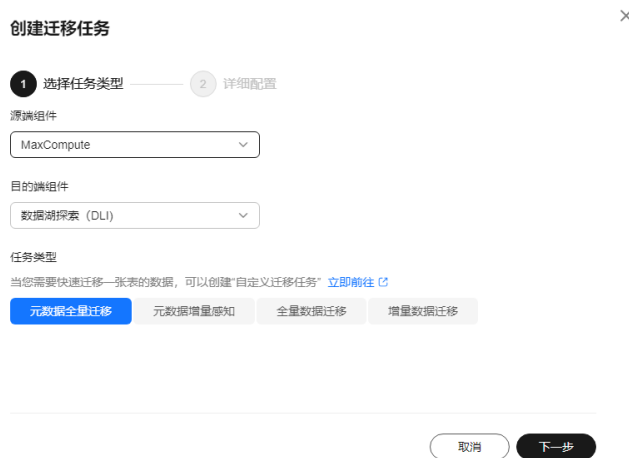 创建迁移任务
1 选择任务类型 2 详细配置
源端组件
MaxCompute
目的端组件
数据湖探索（DLI）
任务类型
当您需要快速迁移一张表的数据，可以创建“自定义迁移任务” 立即前往
元数据全量迁移 元数据增量感知 全量数据迁移 增量数据迁移
取消 下一步